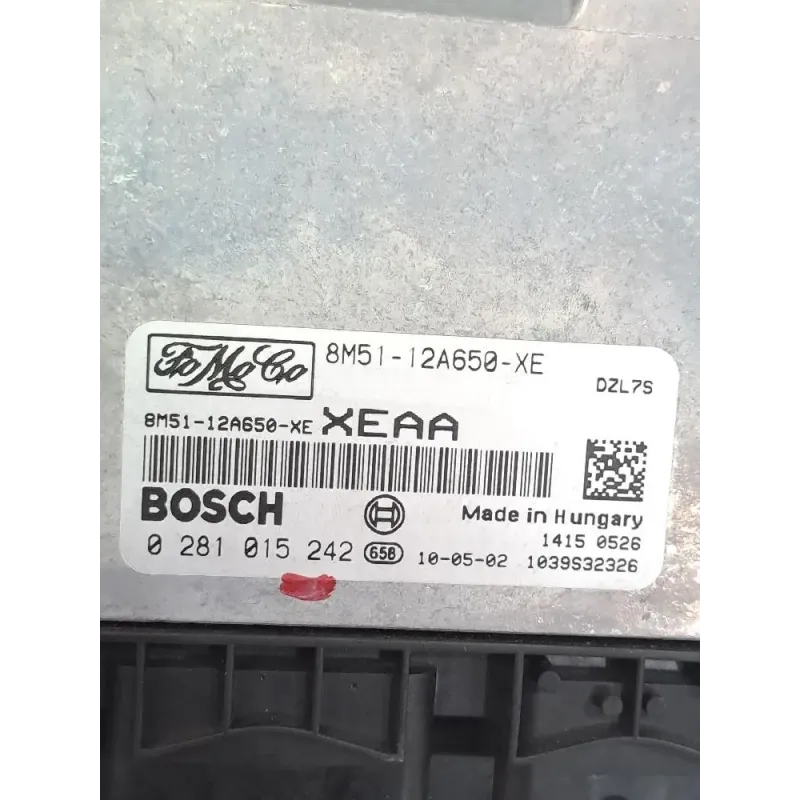 FoMoCo 8M51-12A650-XE
DZL7S
8M51-12A650-XE XEAA
BOSCH Made in Hungary
1415 0526
0 281 015 242 658 10-05-02 1039S32326